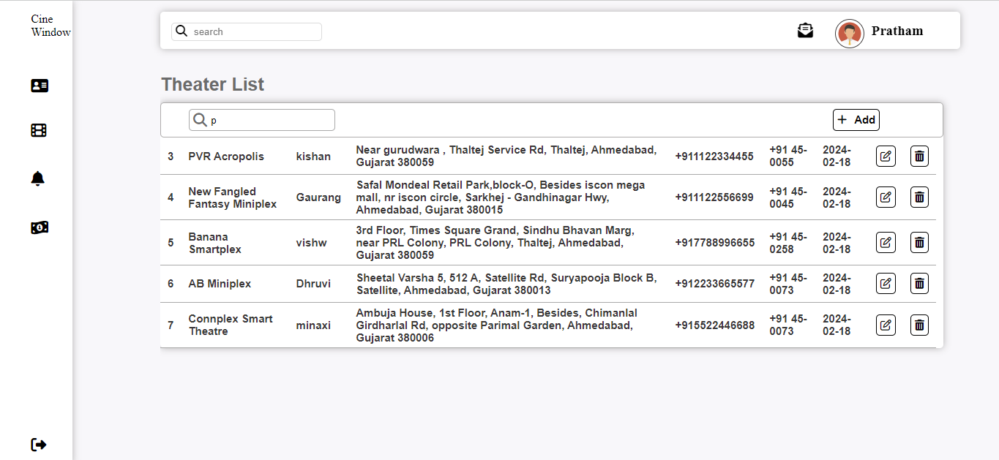 Cine
Window
search
Pratham
Theater List
p
Add
3 PVR Acropolis kishan Near gurudwara , Thaltej Service Rd, Thaltej, Ahmedabad, Gujarat 380059 +911122334455 +91 45-0055 2024-02-18
4 New Fangled Fantasy Miniplex Gaurang Safal Mondeal Retail Park,block-O, Besides iscon mega mall, nr iscon circle, Sarkhej - Gandhinagar Hwy, Ahmedabad, Gujarat 380015 +911122556699 +91 45-0045 2024-02-18
5 Banana Smartplex vishw 3rd Floor, Times Square Grand, Sindhu Bhavan Marg, near PRL Colony, PRL Colony, Thaltej, Ahmedabad, Gujarat 380059 +917788996655 +91 45-0258 2024-02-18
6 AB Miniplex Dhruvi Sheetal Varsha 5, 512 A, Satellite Rd, Suryapooja Block B, Satellite, Ahmedabad, Gujarat 380013 +912233665577 +91 45-0073 2024-02-18
7 Connplex Smart Theatre minaxi Ambuja House, 1st Floor, Anam-1, Besides, Chimanlal Girdharlal Rd, opposite Parimal Garden, Ahmedabad, Gujarat 380006 +915522446688 +91 45-0073 2024-02-18